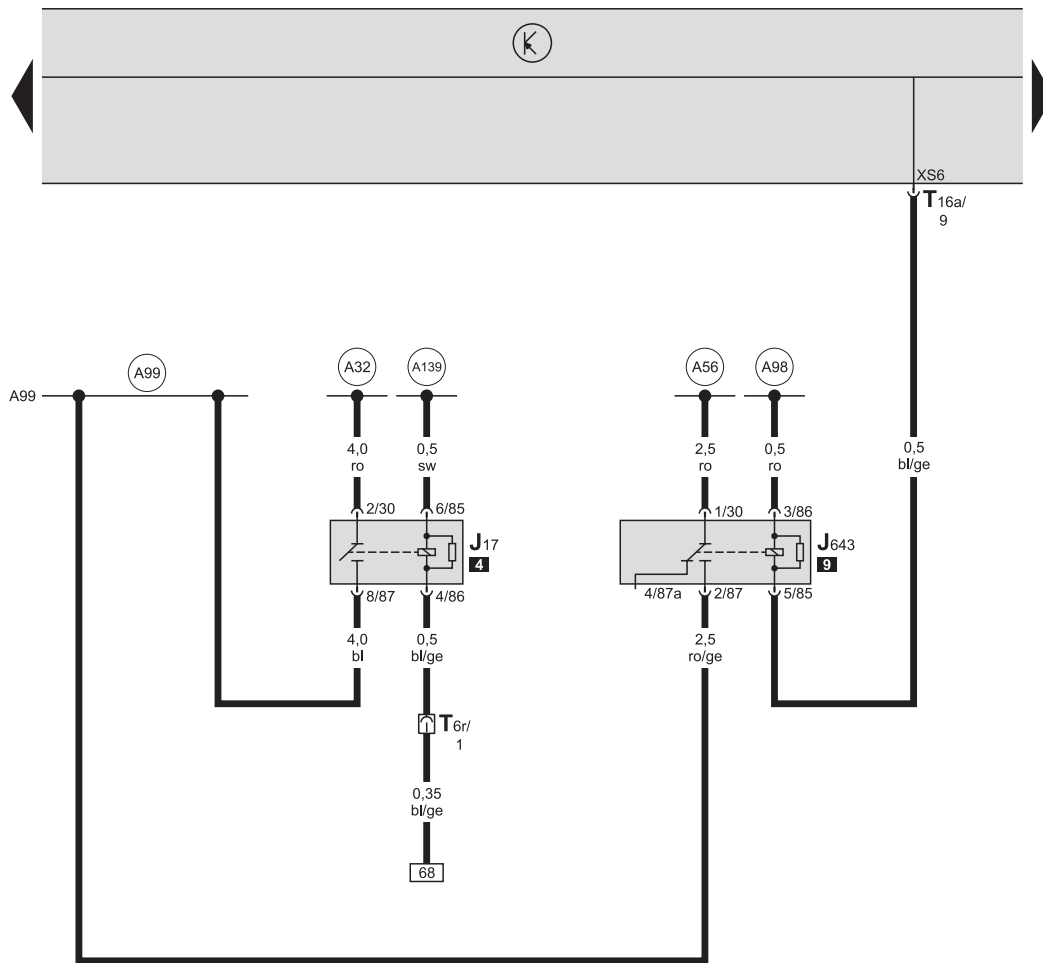 XS6
T16a/
9
A99
A99
A32
A139
A56
A98
4,0
ro
0,5
sw
2,5
ro
0,5
ro
0,5
bl/ge
2/30
6/85
1/30
3/86
J17
4
J643
9
8/87
4/86
4/87a
2/87
5/85
4,0
bl
0,5
bl/ge
2,5
ro/ge
T6r/
1
0,35
bl/ge
68